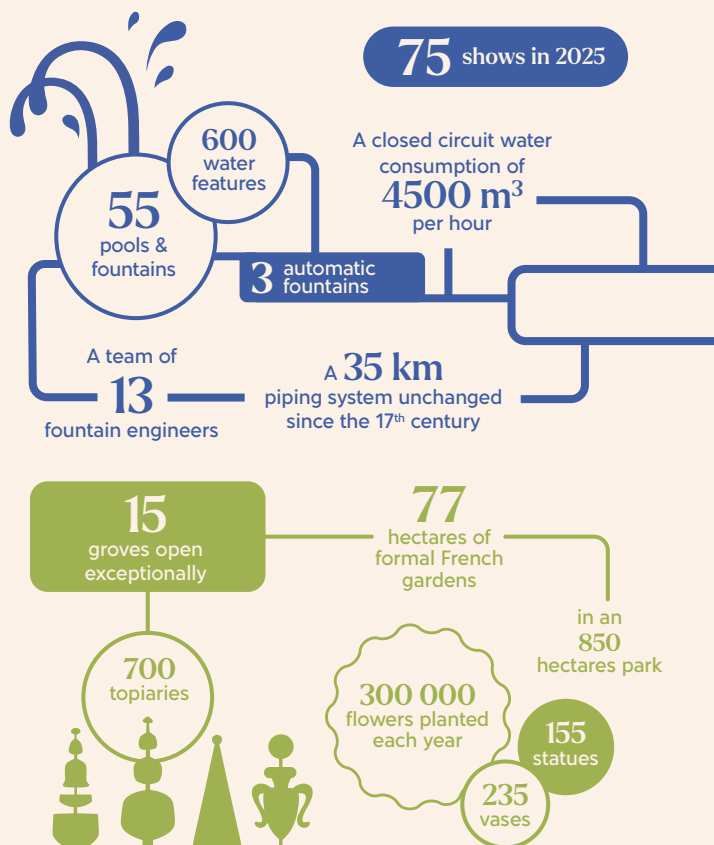 75 shows in 2025
600
water
features
55
pools &
fountains
A closed circuit water
consumption of
4500 m³
per hour
3 automatic
fountains
A team of
13
fountain engineers
A 35 km
piping system unchanged
since the 17th century
15
groves open
exceptionally
77
hectares of
formal French
gardens
in an
850
hectares park
700
topiaries
300 000
flowers planted
each year
155
statues
235
vases